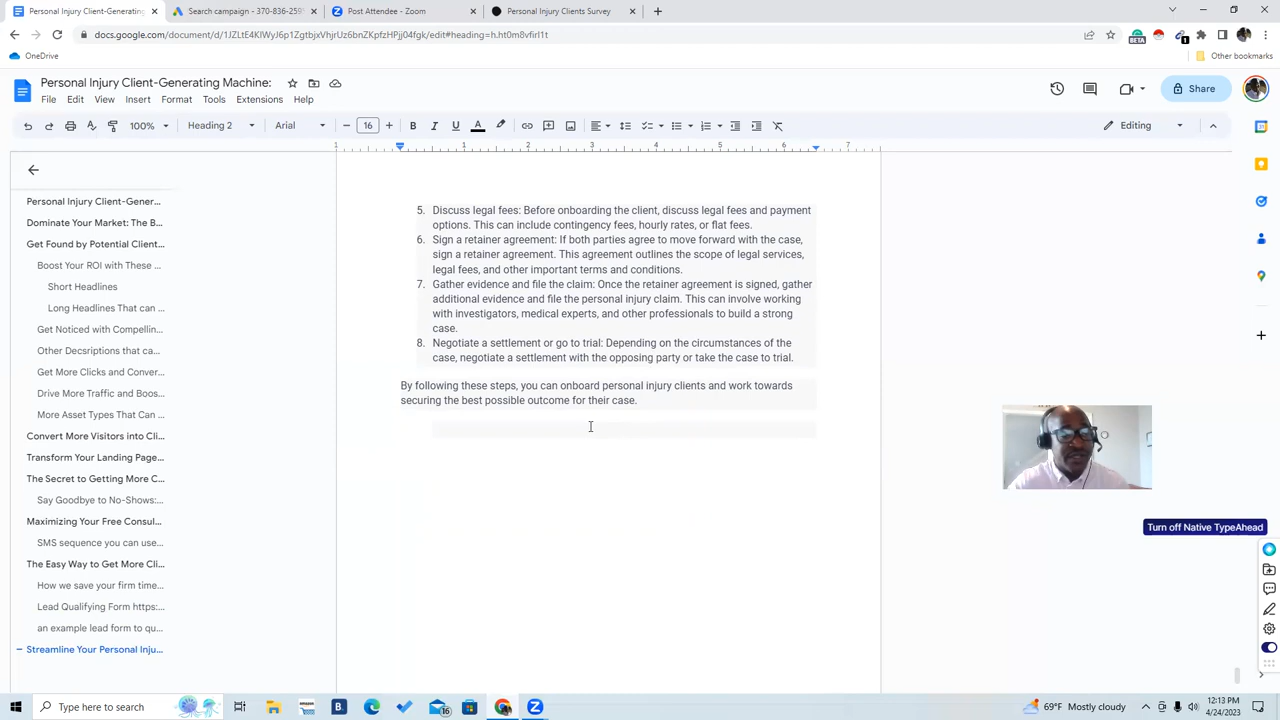 Personal Injury Client-Generating
Search campaign - 370-836-259
Post Attendee - Zoom
Personal Injury Clients Survey
docs.google.com/document/d/1JZLtE4KlWyJ6p1ZgtbjxVhjrUz6bnZKpfzHPjj04fgk/edit#heading=h.ht0m8vfirl1t
BETA
1
OneDrive
Other bookmarks
Personal Injury Client-Generating Machine:
File Edit View Insert Format Tools Extensions Help
Share
100% Heading 2 Arial 16 B I U A
Editing
1 1 2 3 4 5 6 7
Personal Injury Client-Gener...
Dominate Your Market: The B...
Get Found by Potential Client...
Boost Your ROI with These ...
Short Headlines
Long Headlines That can ...
Get Noticed with Compellin...
Other Decsriptions that ca...
Get More Clicks and Conver...
Drive More Traffic and Boos...
More Asset Types That Can ...
Convert More Visitors into Cli...
Transform Your Landing Page...
The Secret to Getting More C...
Say Goodbye to No-Shows:...
Maximizing Your Free Consul...
SMS sequence you can use...
The Easy Way to Get More Cli...
How we save your firm time...
Lead Qualifying Form https:...
an example lead form to qu...
Streamline Your Personal Inju...
5. Discuss legal fees: Before onboarding the client, discuss legal fees and payment
options. This can include contingency fees, hourly rates, or flat fees.
6. Sign a retainer agreement: If both parties agree to move forward with the case,
sign a retainer agreement. This agreement outlines the scope of legal services,
legal fees, and other important terms and conditions.
7. Gather evidence and file the claim: Once the retainer agreement is signed, gather
additional evidence and file the personal injury claim. This can involve working
with investigators, medical experts, and other professionals to build a strong
case.
8. Negotiate a settlement or go to trial: Depending on the circumstances of the
case, negotiate a settlement with the opposing party or take the case to trial.
By following these steps, you can onboard personal injury clients and work towards
securing the best possible outcome for their case.
Turn off Native TypeAhead
Type here to search
B.
16
69°F Mostly cloudy
12:13 PM
4/24/2023